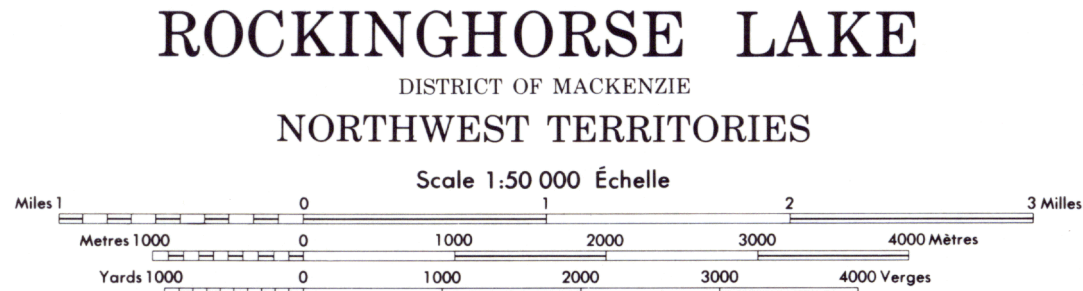 ROCKINGHORSE LAKE
DISTRICT OF MACKENZIE
NORTHWEST TERRITORIES
Scale 1:50 000 Échelle
Miles 1 0 1 2 3 Milles
Metres 1000 0 1000 2000 3000 4000 Mètres
Yards 1000 0 1000 2000 3000 4000 Verges